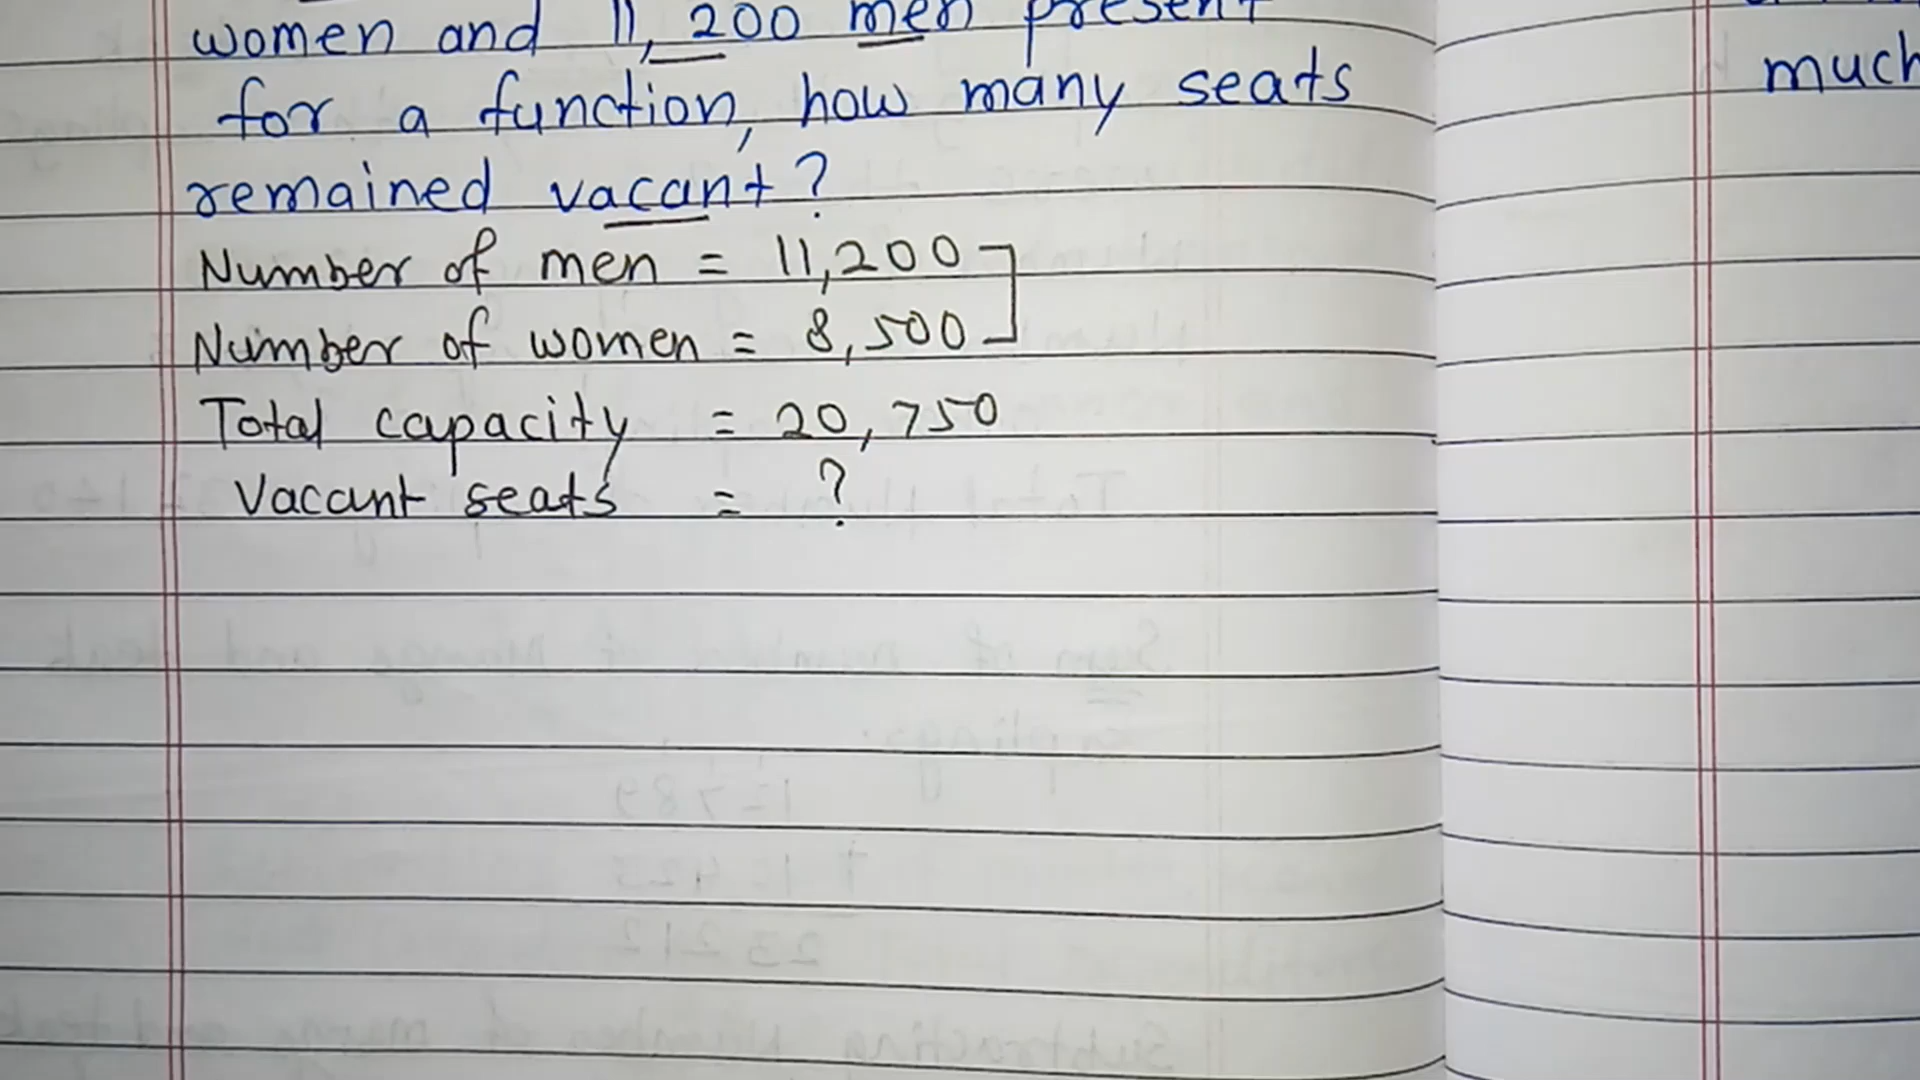 women and 11,200 men present
for a function, how many seats
remained vacant?
Number of men = 11,200
Number of women = 8,500
Total capacity = 20,750
Vacant seats = ?
much